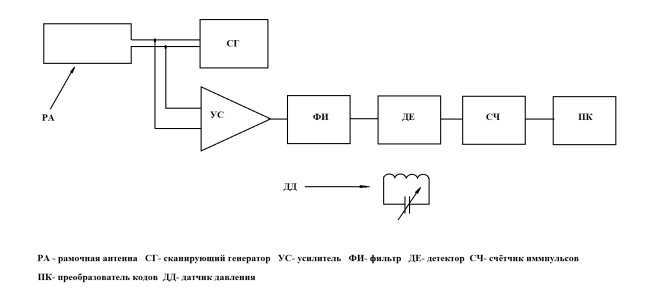 СГ
РА
УС
ФИ
ДЕ
СЧ
ПК
ДД
РА - рамочная антенна СГ- сканирующий генератор УС- усилитель ФИ- фильтр ДЕ- детектор СЧ- счётчик иммпульсов
ПК- преобразователь кодов ДД- датчик давления